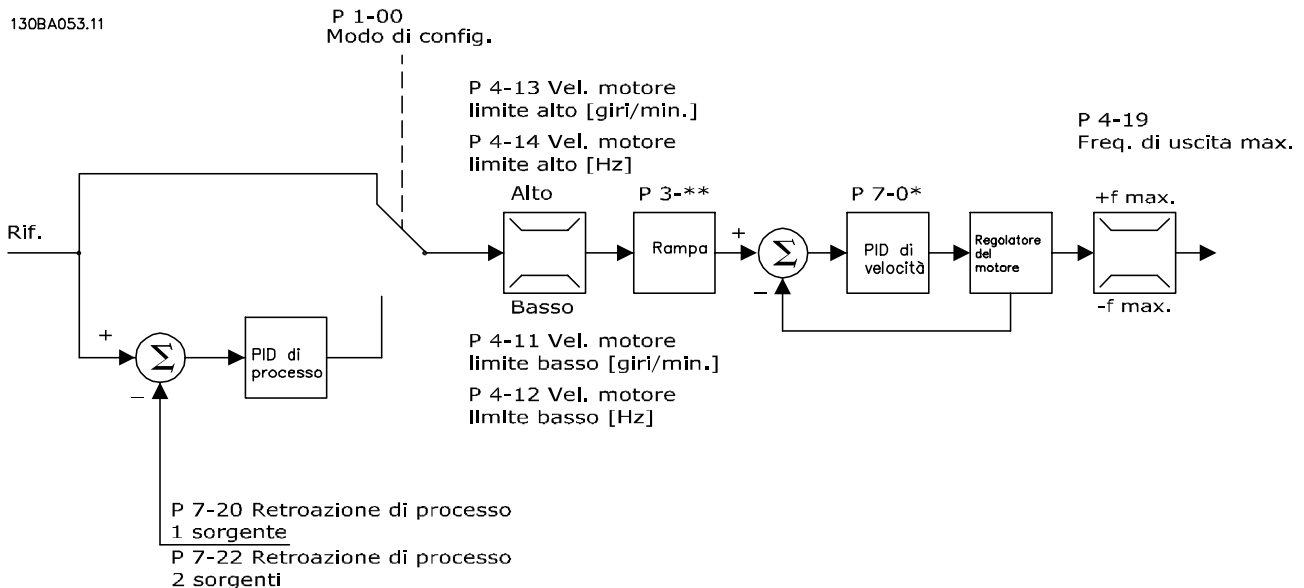 130BA053.11
P 1-00
Modo di config.
P 4-13 Vel. motore
limite alto [giri/min.]
P 4-14 Vel. motore
limite alto [Hz]
P 4-19
Freq. di uscita max.
Alto
P 3-**
P 7-0*
+f max.
Rif.
+
Σ
−
Rampa
PID di
velocità
Regolatore
del
motore
Basso
-f max.
+
Σ
−
PID di
processo
P 4-11 Vel. motore
limite basso [giri/min.]
P 4-12 Vel. motore
limite basso [Hz]
P 7-20 Retroazione di processo
1 sorgente
P 7-22 Retroazione di processo
2 sorgenti